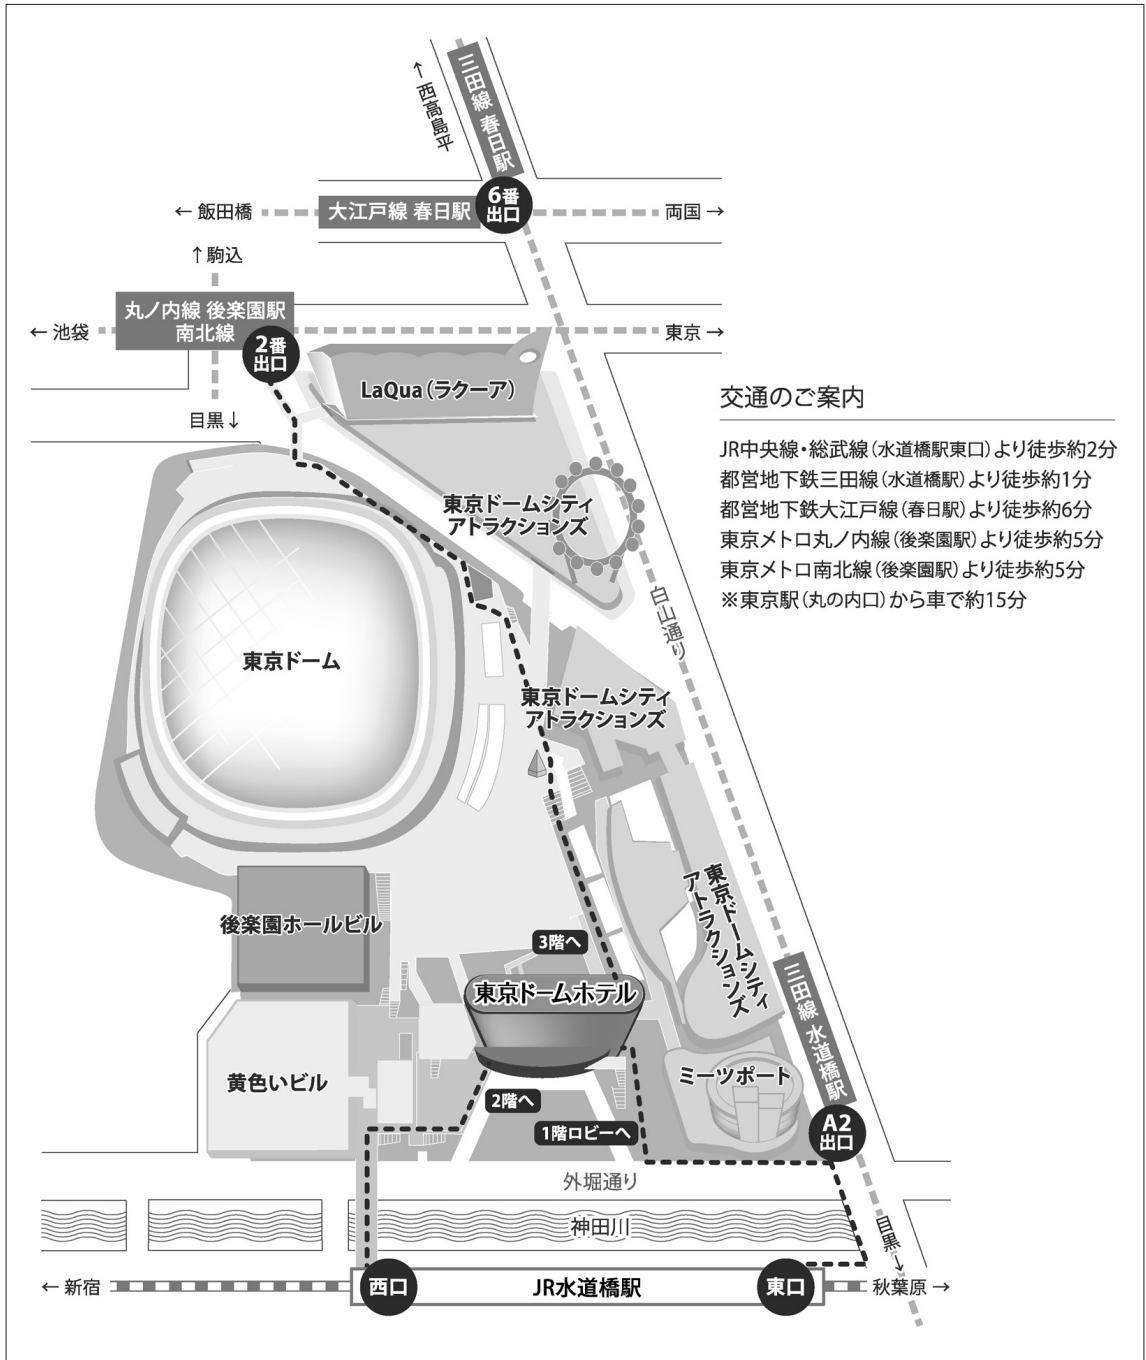 ↑西高島平
三田線 春日駅
6番
出口
← 飯田橋
大江戸線 春日駅
両国 →
↑駒込
丸ノ内線 後楽園駅
南北線
← 池袋
2番
出口
東京 →
目黒↓
LaQua(ラクーア)
交通のご案内
JR中央線・総武線(水道橋駅東口)より徒歩約2分
都営地下鉄三田線(水道橋駅)より徒歩約1分
都営地下鉄大江戸線(春日駅)より徒歩約6分
東京メトロ丸ノ内線(後楽園駅)より徒歩約5分
東京メトロ南北線(後楽園駅)より徒歩約5分
※東京駅(丸の内口)から車で約15分
東京ドームシティ
アトラクションズ
白山通り
東京ドーム
東京ドームシティ
アトラクションズ
東京ドームシティ
アトラクションズ
後楽園ホールビル
3階へ
東京ドームホテル
三田線 水道橋駅
黄色いビル
ミーツポート
2階へ
1階ロビーへ
A2
出口
外堀通り
神田川
目黒→
← 新宿
西口
JR水道橋駅
東口
秋葉原 →